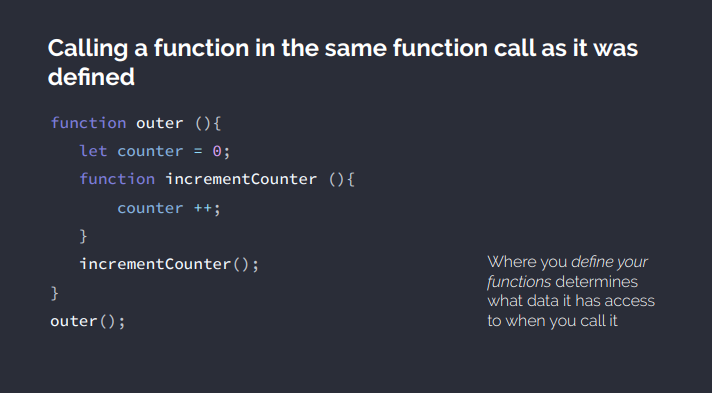 Calling a function in the same function call as it was
defined
function outer (){
let counter = 0;
function incrementCounter (){
counter ++;
}
incrementCounter();
}
outer();
Where you define your
functions determines
what data it has access
to when you call it